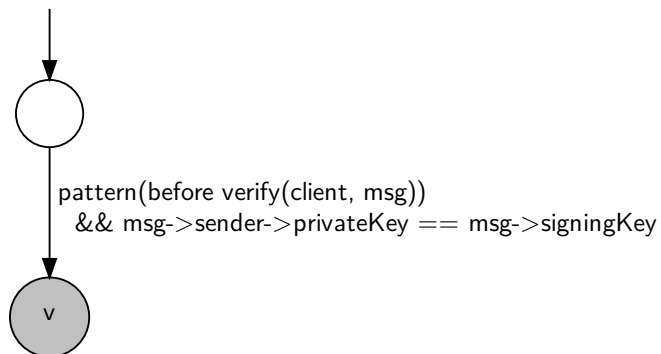 pattern(before verify(client, msg))
&& msg->sender->privateKey == msg->signingKey
v